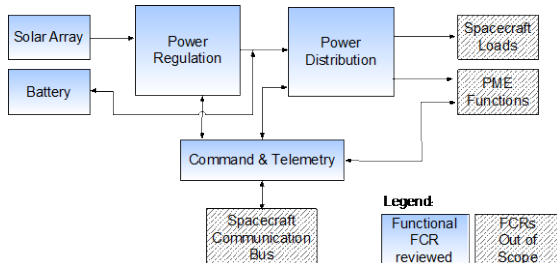 Solar Array
Power
Regulation
Power
Distribution
Spacecraft
Loads
Battery
PME
Functions
Command & Telemetry
Spacecraft
Communication
Bus
Legend:
Functional
FCR
reviewed
FCRs
Out of
Scope